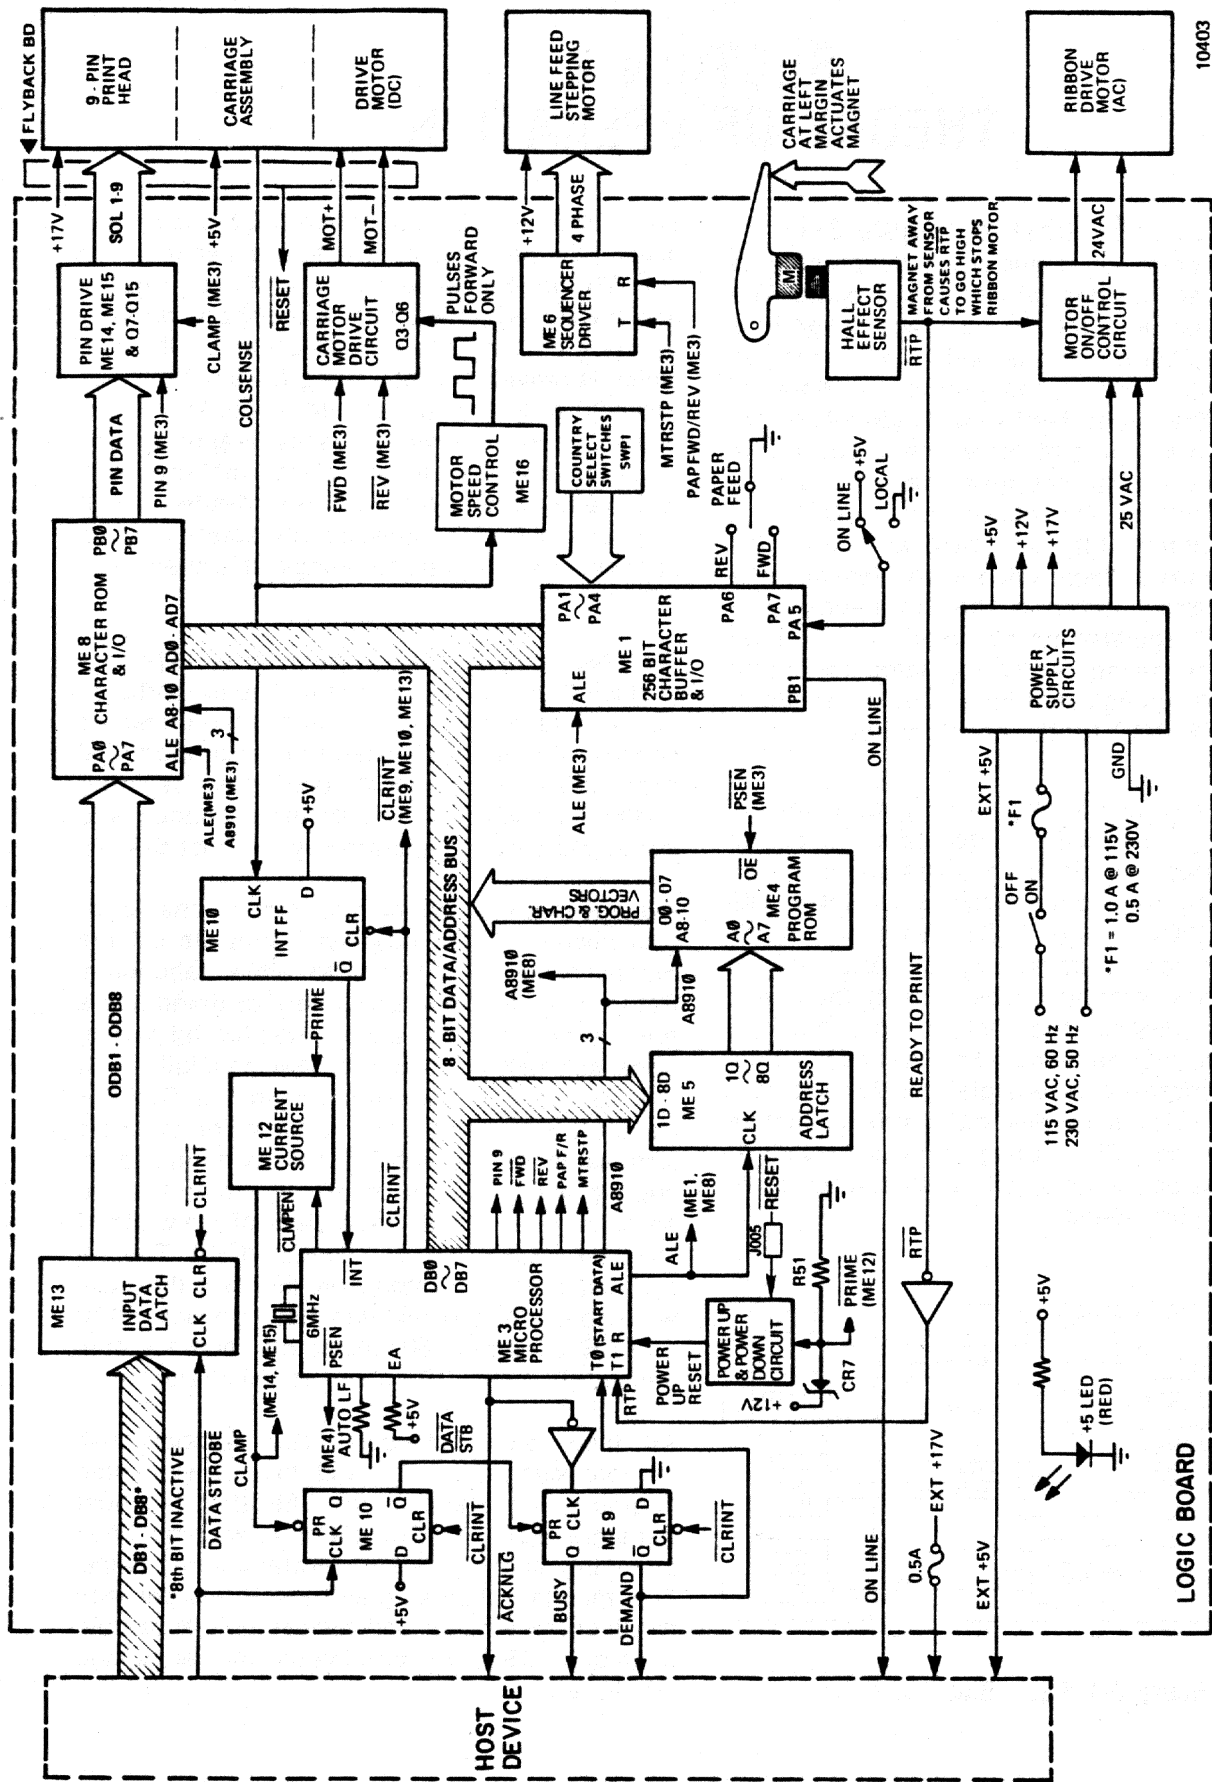 HOST
DEVICE
LOGIC BOARD
10403
DB1 - DB8*
*8th BIT INACTIVE
DATA STROBE
CLAMP
(ME14, ME15)
ME13
INPUT
DATA
LATCH
CLK CLR
CLRINT
ODB1 - ODB8
ME 8
CHARACTER ROM
& I/O
PA0
PA7
PB0
PB7
ALE A8-10 AD0 - AD7
ALE(ME3)
A8910 (ME3)
3
PIN DATA
PIN 9 (ME3)
PIN DRIVE
ME14, ME15
& Q7-Q15
CLAMP (ME3)
SOL 1-9
+17V
+5V
FLYBACK BD
9 - PIN
PRINT
HEAD
CARRIAGE
ASSEMBLY
DRIVE
MOTOR
(DC)
COLSENSE
RESET
MOT+
MOT-
CARRIAGE
MOTOR
DRIVE
CIRCUIT
Q3-Q6
FWD (ME3)
REV (ME3)
PULSES
FORWARD
ONLY
MOTOR
SPEED
CONTROL
ME16
ME 12
CURRENT
SOURCE
PRIME
CLMPEN
ME10
INT FF
CLK
D
+5V
Q
CLR
CLRINT
(ME9, ME10, ME13)
CLRINT
8 - BIT DATA/ADDRESS BUS
6MHz
INT
PSEN
(ME4)
AUTO LF
EA
+5V
DB0
DB7
ME 3
MICRO
PROCESSOR
T0 (START DATA)
T1 R ALE
PIN 9
FWD
REV
PAP F/R
MTRSTP
A8910
PR Q
CLK
ME 10
Q
D CLR
+5V
CLRINT
DATA
STB
PR
CLK
Q
ME 9
Q
CLR
D
CLRINT
ACKNLG
BUSY
DEMAND
RTP
POWER
UP
RESET
POWER UP
& POWER
DOWN
CIRCUIT
J005
RESET
R51
PRIME
(ME12)
CR7
+12V
ALE
(ME1,
ME8)
1D - 8D
ME 5
CLK
1Q
8Q
ADDRESS
LATCH
A8910
(ME8)
3
A8910
00 - 07
A8-10
OE
A0
A7
ME4
PROGRAM
ROM
PROG. & CHAR.
VECTORS
PSEN
(ME3)
ALE (ME3)
ALE
ME 1
256 BIT
CHARACTER
BUFFER
& I/O
PA1
PA4
PA6
PA7
PA5
PB1
COUNTRY
SELECT
SWITCHES
SWP1
REV
FWD
PAPER
FEED
ON LINE
+5V
LOCAL
ME 6
SEQUENCER
DRIVER
T
R
MTRSTP (ME3)
PAPFWD/REV (ME3)
+12V
4 PHASE
LINE FEED
STEPPING
MOTOR
CARRIAGE
AT LEFT
MARGIN
ACTUATES
MAGNET
M
HALL
EFFECT
SENSOR
RTP
MAGNET AWAY
FROM SENSOR
CAUSES RTP
TO GO HIGH
WHICH STOPS
RIBBON MOTOR
MOTOR
ON/OFF
CONTROL
CIRCUIT
24VAC
RIBBON
DRIVE
MOTOR
(AC)
25 VAC
+5V
+12V
+17V
POWER
SUPPLY
CIRCUITS
EXT +5V
*F1
OFF
ON
GND
*F1 = 1.0 A @ 115V
0.5 A @ 230V
115 VAC, 60 Hz
230 VAC, 50 Hz
READY TO PRINT
RTP
ON LINE
ON LINE
0.5A
EXT +17V
EXT +5V
+5V
+5 LED
(RED)